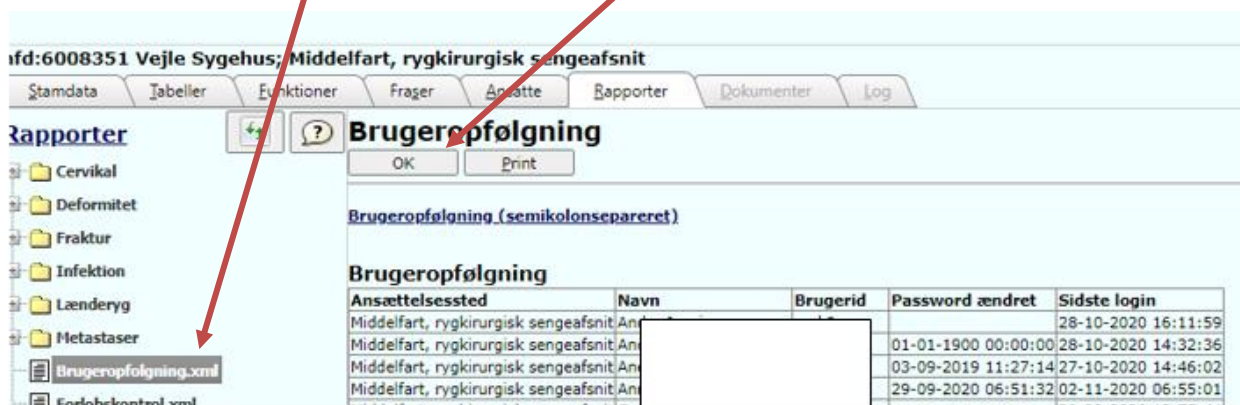 afd:6008351 Vejle Sygehus; Middelfart, rygkirurgisk sengeafsnit
Stamdata Tabeller Funktioner Fraser Ansatte Rapporter Dokumenter Log
Rapporter
Brugeropfølgning
OK Print
Cervikal
Deformitet
Brugeropfølgning (semikolonsepareret)
Fraktur
Infektion
Brugeropfølgning
Lænderyg
Ansættelsessted Navn Brugerid Password ændret Sidste login
Middelfart, rygkirurgisk sengeafsnit 28-10-2020 16:11:59
Metastaser
Middelfart, rygkirurgisk sengeafsnit 01-01-1900 00:00:00 28-10-2020 14:32:36
Brugeropfolgning.xml
Middelfart, rygkirurgisk sengeafsnit 03-09-2019 11:27:14 27-10-2020 14:46:02
Middelfart, rygkirurgisk sengeafsnit 29-09-2020 06:51:32 02-11-2020 06:55:01
Forlobskontrol.xml